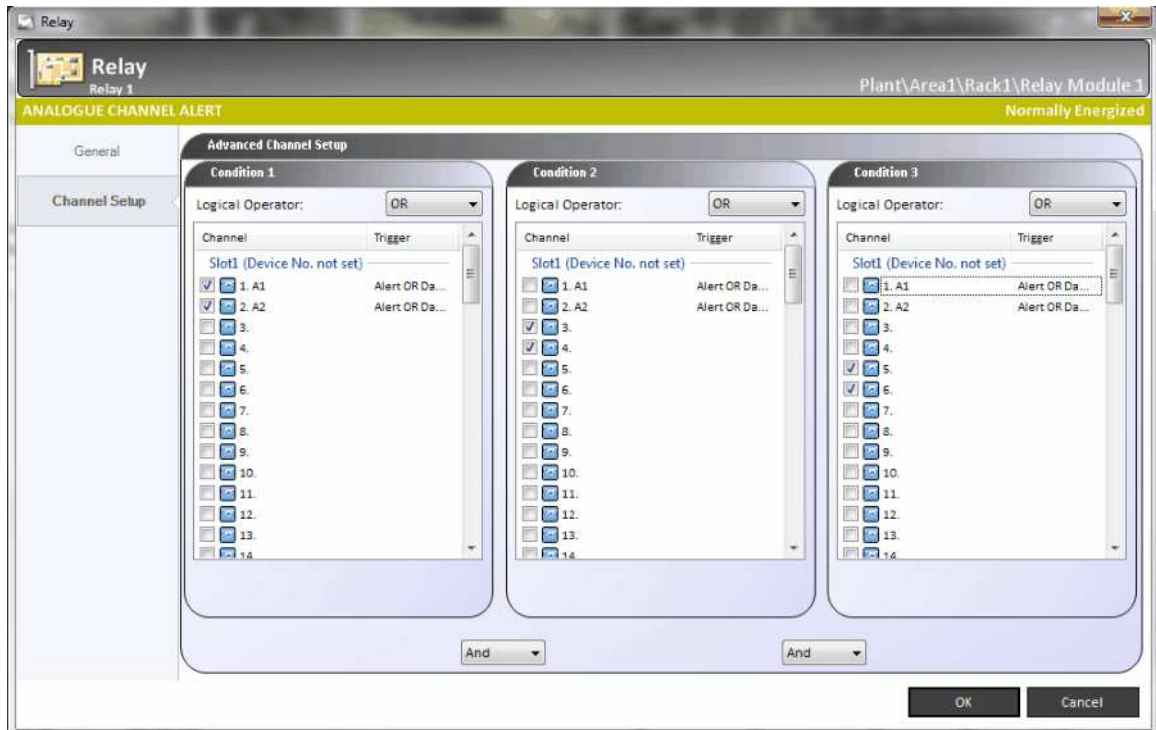 Relay
Relay
Relay 1
Plant\Area1\Rack1\Relay Module 1
ANALOGUE CHANNEL ALERT
Normally Energized
General
Channel Setup
Advanced Channel Setup
Condition 1
Logical Operator: OR
Channel Trigger
Slot1 (Device No. not set)
1. A1 Alert OR Da...
2. A2 Alert OR Da...
3.
4.
5.
6.
7.
8.
9.
10.
11.
12.
13.
14.
Condition 2
Logical Operator: OR
Channel Trigger
Slot1 (Device No. not set)
1. A1 Alert OR Da...
2. A2 Alert OR Da...
3.
4.
5.
6.
7.
8.
9.
10.
11.
12.
13.
14.
Condition 3
Logical Operator: OR
Channel Trigger
Slot1 (Device No. not set)
1. A1 Alert OR Da...
2. A2 Alert OR Da...
3.
4.
5.
6.
7.
8.
9.
10.
11.
12.
13.
14.
And
And
OK
Cancel